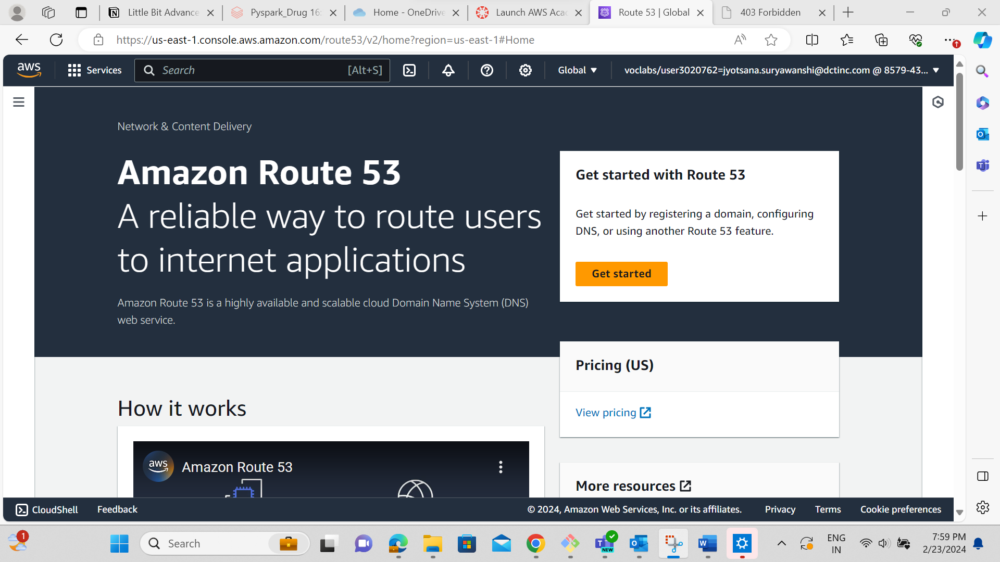 Little Bit Advance
Pyspark_Drug 16:
Home - OneDrive
Launch AWS Aca
Route 53 | Global
403 Forbidden
https://us-east-1.console.aws.amazon.com/route53/v2/home?region=us-east-1#Home
aws
Services
Search
[Alt+S]
Global
voclabs/user3020762=jyotsana.suryawanshi@dctinc.com @ 8579-43...
Network & Content Delivery
Amazon Route 53
A reliable way to route users
to internet applications
Amazon Route 53 is a highly available and scalable cloud Domain Name System (DNS)
web service.
Get started with Route 53
Get started by registering a domain, configuring
DNS, or using another Route 53 feature.
Get started
Pricing (US)
View pricing
How it works
aws
Amazon Route 53
More resources
CloudShell
Feedback
© 2024, Amazon Web Services, Inc. or its affiliates.
Privacy
Terms
Cookie preferences
1
Search
NEW
ENG
IN
7:59 PM
2/23/2024